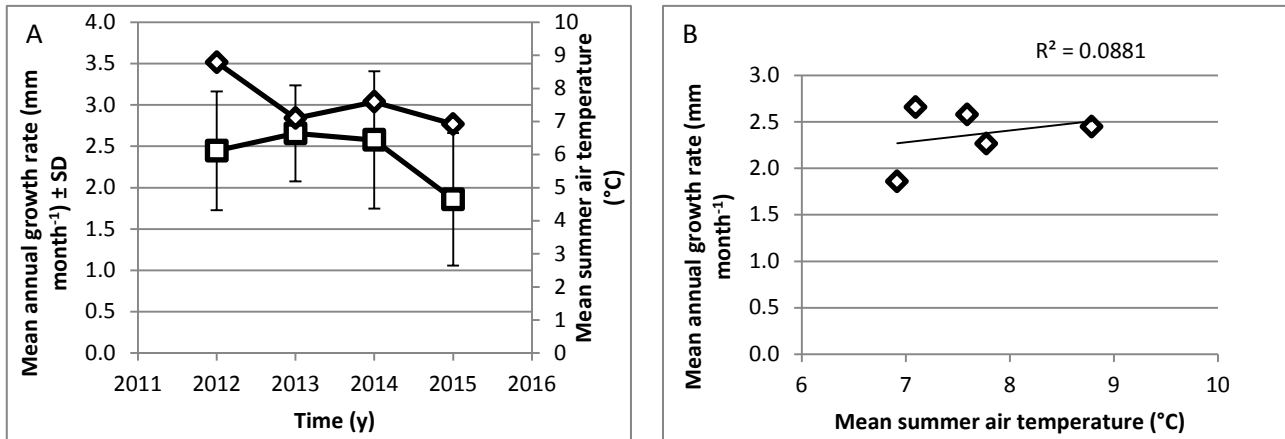 A
Mean annual growth rate (mm
month⁻¹) ± SD
4.0
3.5
3.0
2.5
2.0
1.5
1.0
0.5
0.0
10
9
8
7
6
5
4
3
2
1
0
Mean summer air temperature
(°C)
2011 2012 2013 2014 2015 2016
Time (y)
B
R² = 0.0881
Mean annual growth rate (mm
month⁻¹)
3.0
2.5
2.0
1.5
1.0
0.5
0.0
6 7 8 9 10
Mean summer air temperature (°C)